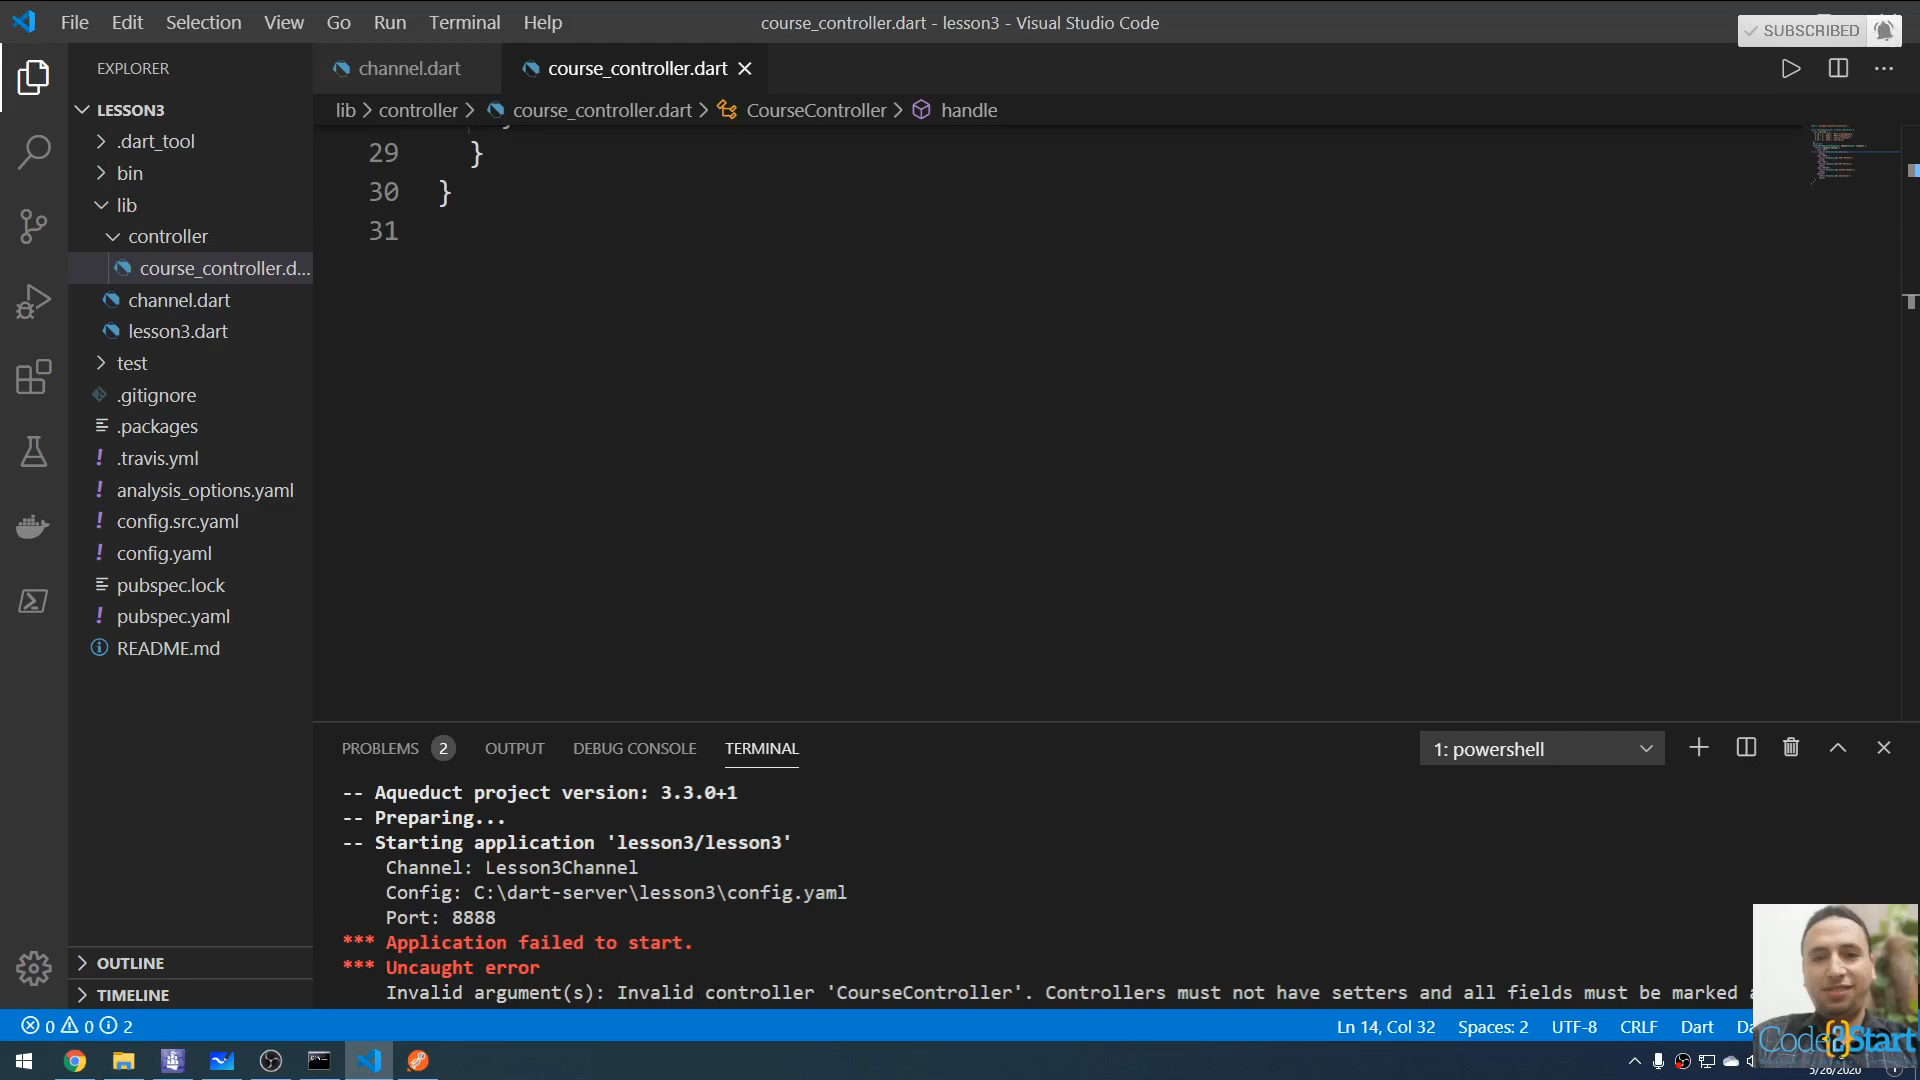 File Edit Selection View Go Run Terminal Help
course_controller.dart - lesson3 - Visual Studio Code
SUBSCRIBED
EXPLORER
channel.dart
course_controller.dart
LESSON3
lib > controller > course_controller.dart > CourseController > handle
.dart_tool
bin
lib
controller
course_controller.d...
channel.dart
lesson3.dart
test
.gitignore
.packages
.travis.yml
analysis_options.yaml
config.src.yaml
config.yaml
pubspec.lock
pubspec.yaml
README.md
OUTLINE
TIMELINE
29 }
30 }
31
PROBLEMS 2 OUTPUT DEBUG CONSOLE TERMINAL
1: powershell
-- Aqueduct project version: 3.3.0+1
-- Preparing...
-- Starting application 'lesson3/lesson3'
Channel: Lesson3Channel
Config: C:\dart-server\lesson3\config.yaml
Port: 8888
*** Application failed to start.
*** Uncaught error
Invalid argument(s): Invalid controller 'CourseController'. Controllers must not have setters and all fields must be marked
0 0 2
Ln 14, Col 32 Spaces: 2 UTF-8 CRLF Dart
Code{2}Start
5/26/2020